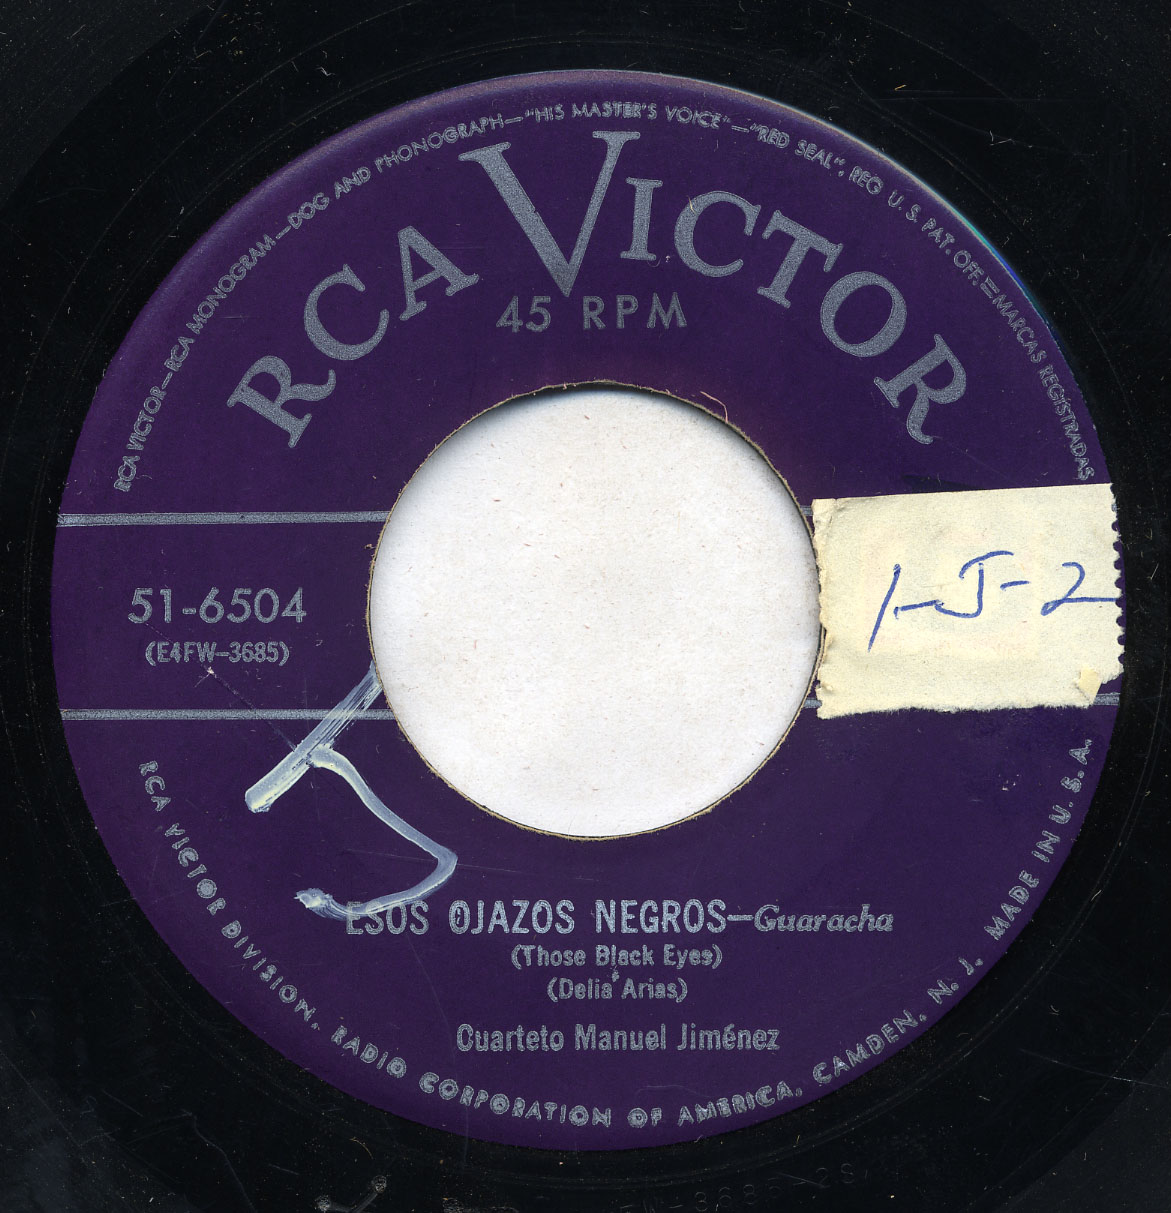 RCA VICTOR—RCA MONOGRAM—DOG AND PHONOGRAPH—"HIS MASTER'S VOICE"—"RED SEAL", REG U.S. PAT. OFF.=MARCAS REGISTRADAS
RCA VICTOR
45 RPM
51-6504
(E4FW-3685)
1-J-2
ESOS OJAZOS NEGROS—Guaracha
(Those Black Eyes)
(Delia Arias)
Cuarteto Manuel Jiménez
RCA VICTOR DIVISION, RADIO CORPORATION OF AMERICA, CAMDEN, N. J. MADE IN U. S. A.